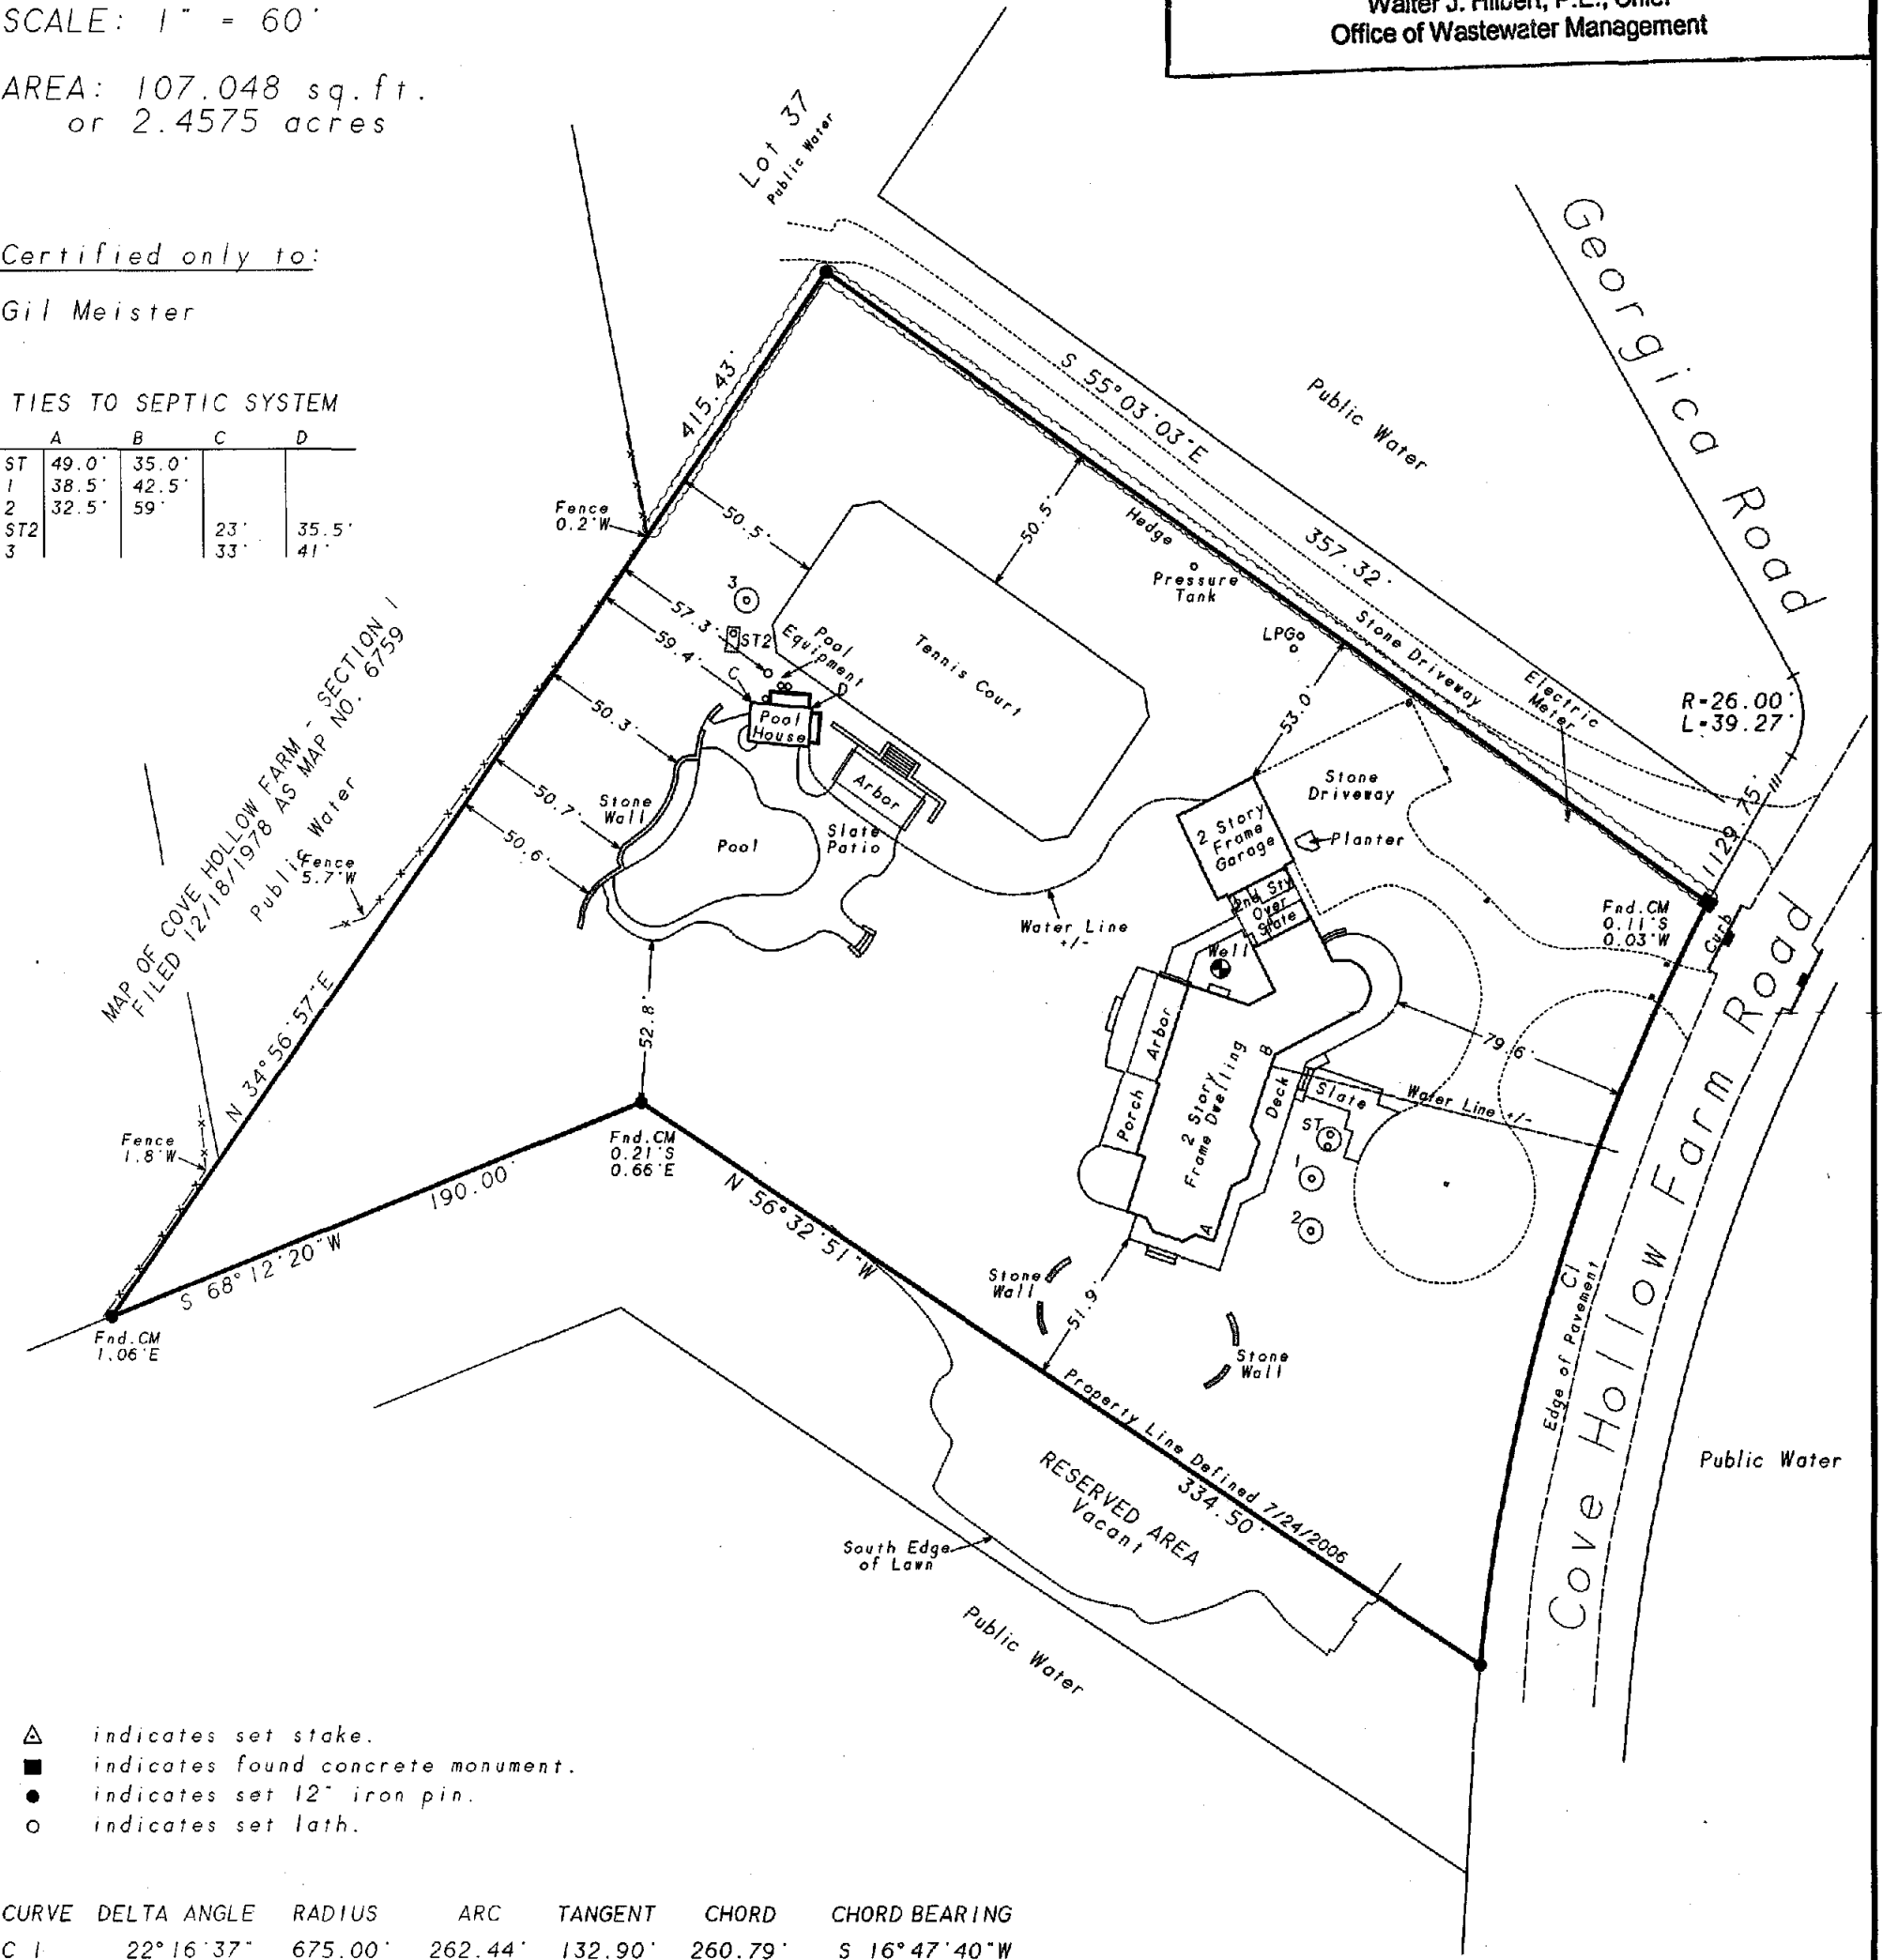 SCALE: 1" = 60'
AREA: 107.048 sq.ft.
or 2.4575 acres
Office of Wastewater Management
Certified only to:
Gil Meister
TIES TO SEPTIC SYSTEM
A B C D
ST 49.0' 35.0'
1 38.5' 42.5'
2 32.5' 59'
ST2 23' 35.5'
3 33' 41'
Lot 37
Public Water
Georgica Road
S 55°03'03"E
357.32'
Public Water
415.43'
Fence
0.2'W
50.5'
50.5'
Hedge
Pressure
Tank
LPG
Stone Driveway
Electric
Meter
R=26.00'
L=39.27'
1129.75'
3
ST2
57.3'
59.4'
Pool
Equipment
C
D
Pool
House
Tennis Court
50.3'
50.7'
50.6'
Stone
Wall
Pool
Slate
Patio
Arbor
53.0'
Stone
Driveway
2 Story
Frame
Garage
Planter
2nd Sty
Over
Slate
Well
Water Line
+/-
Fnd.CM
0.11'S
0.03'W
Curb
MAP OF COVE HOLLOW FARM - SECTION 1
FILED 12/18/1978 AS MAP NO. 6759
Public Water
Fence
5.7'W
N 34°56'57"E
Fence
1.8'W
52.8'
Fnd.CM
0.21'S
0.66'E
190.00'
S 68°12'20"W
Fnd.CM
1.06'E
Arbor
Porch
2 Story
Frame Dwelling
B
Deck
Slate
79.6'
Water Line +/-
ST
1
2
A
Stone
Wall
51.9'
Stone
Wall
N 56°32'51"W
Property Line Defined 7/24/2006
334.50'
RESERVED AREA
Vacant
South Edge
of Lawn
Public Water
C1
Edge of Pavement
Cove Hollow Farm Road
Public Water
indicates set stake.
indicates found concrete monument.
indicates set 12" iron pin.
indicates set lath.
CURVE DELTA ANGLE RADIUS ARC TANGENT CHORD CHORD BEARING
C 1 22°16'37" 675.00' 262.44' 132.90' 260.79' S 16°47'40"W